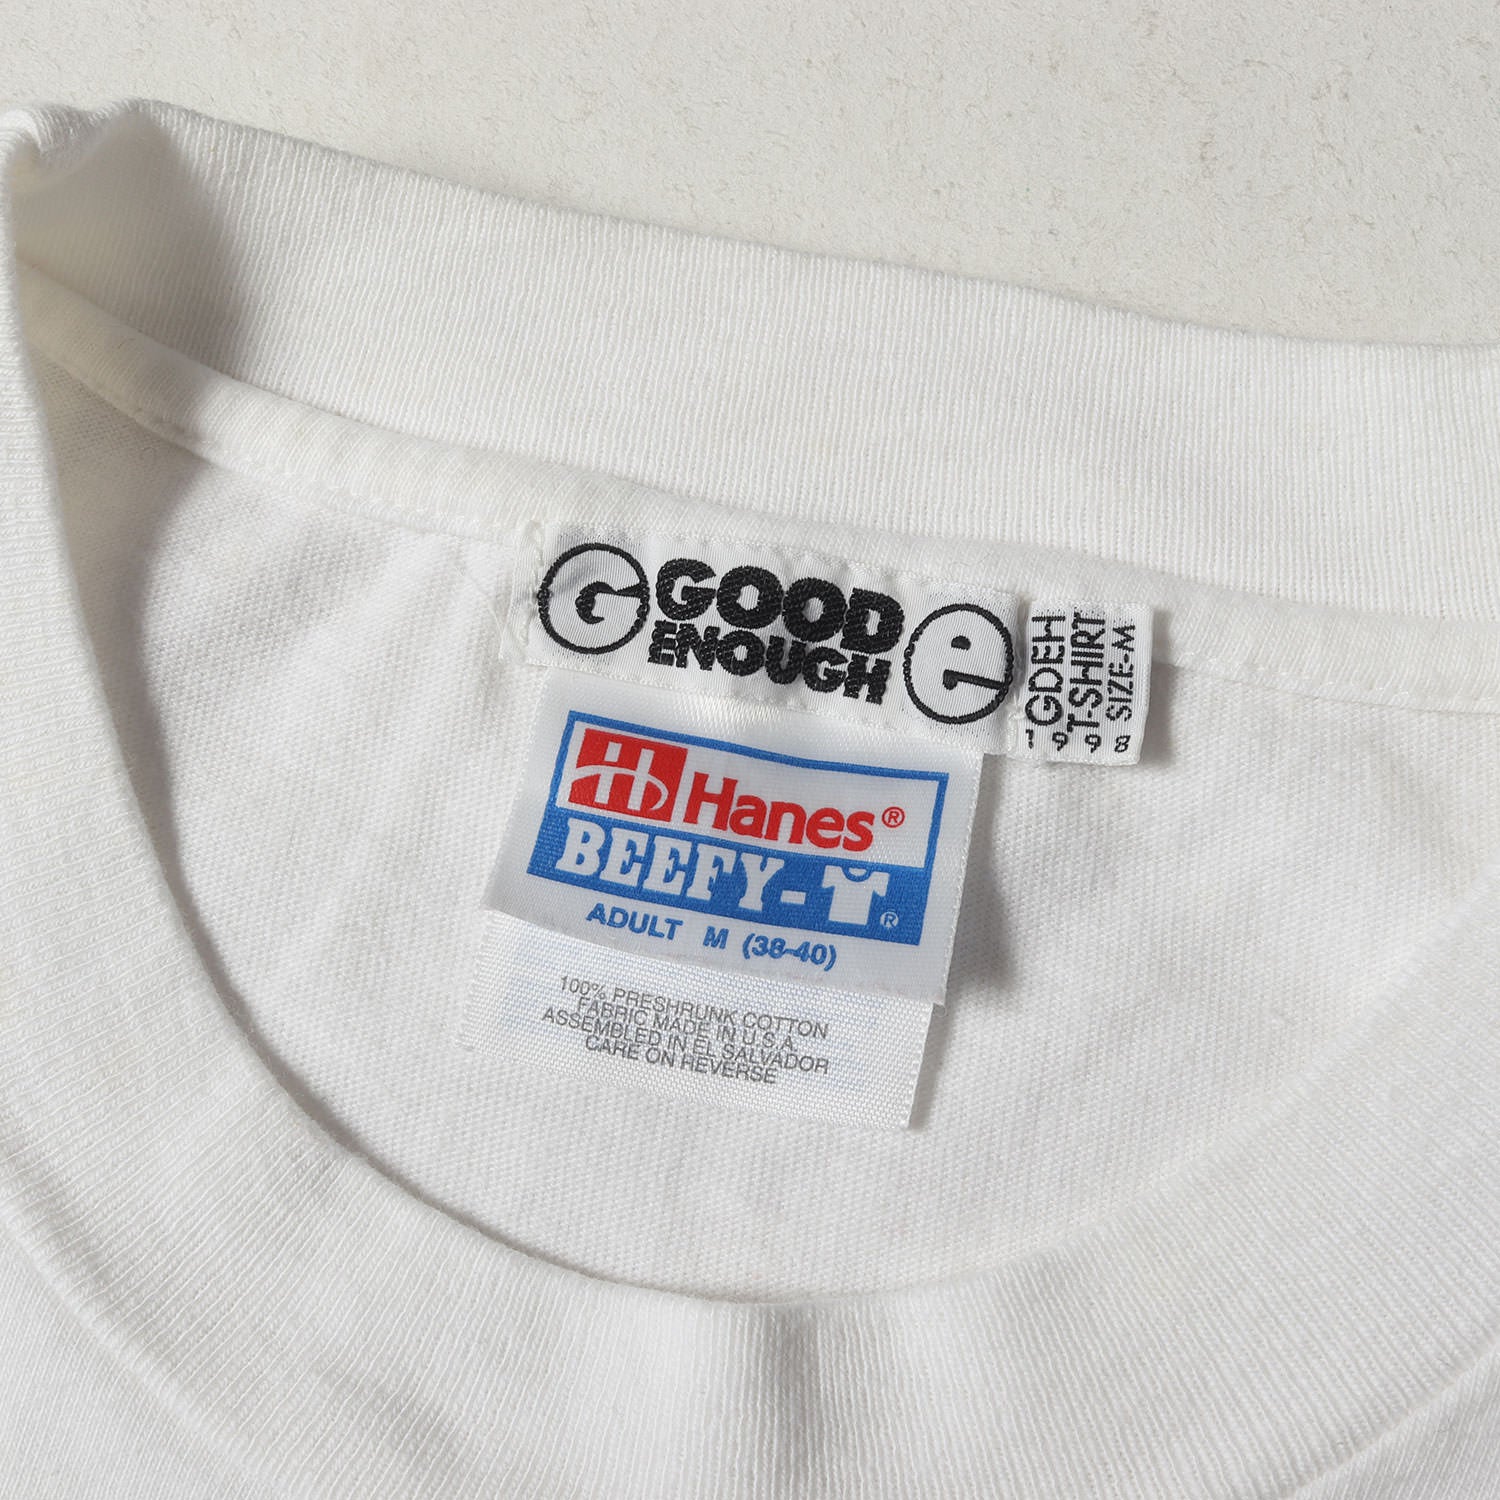 G GOOD ENOUGH e
GDEH
T-SHIRT
SIZE-M
1998
H Hanes®
BEEFY-T®
ADULT M (38-40)
100% PRESHRUNK COTTON
FABRIC MADE IN U.S.A.
ASSEMBLED IN EL SALVADOR
CARE ON REVERSE